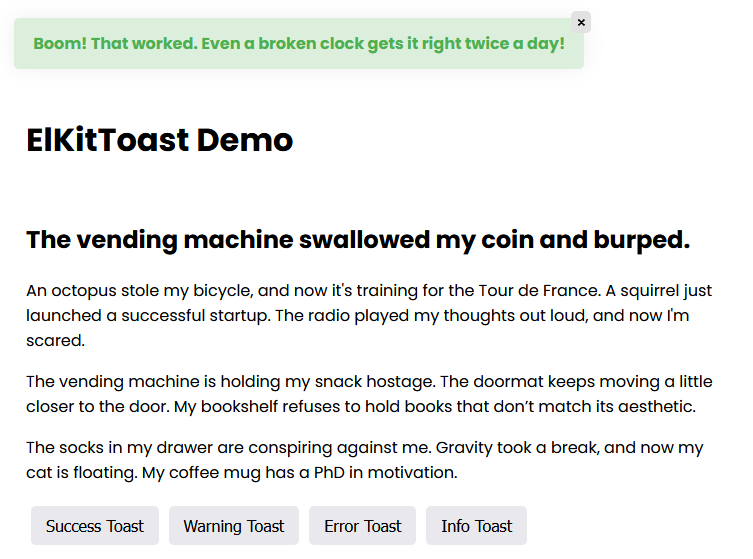 Boom! That worked. Even a broken clock gets it right twice a day!
×
ElKitToast Demo
The vending machine swallowed my coin and burped.
An octopus stole my bicycle, and now it's training for the Tour de France. A squirrel just
launched a successful startup. The radio played my thoughts out loud, and now I'm
scared.
The vending machine is holding my snack hostage. The doormat keeps moving a little
closer to the door. My bookshelf refuses to hold books that don’t match its aesthetic.
The socks in my drawer are conspiring against me. Gravity took a break, and now my
cat is floating. My coffee mug has a PhD in motivation.
Success Toast Warning Toast Error Toast Info Toast